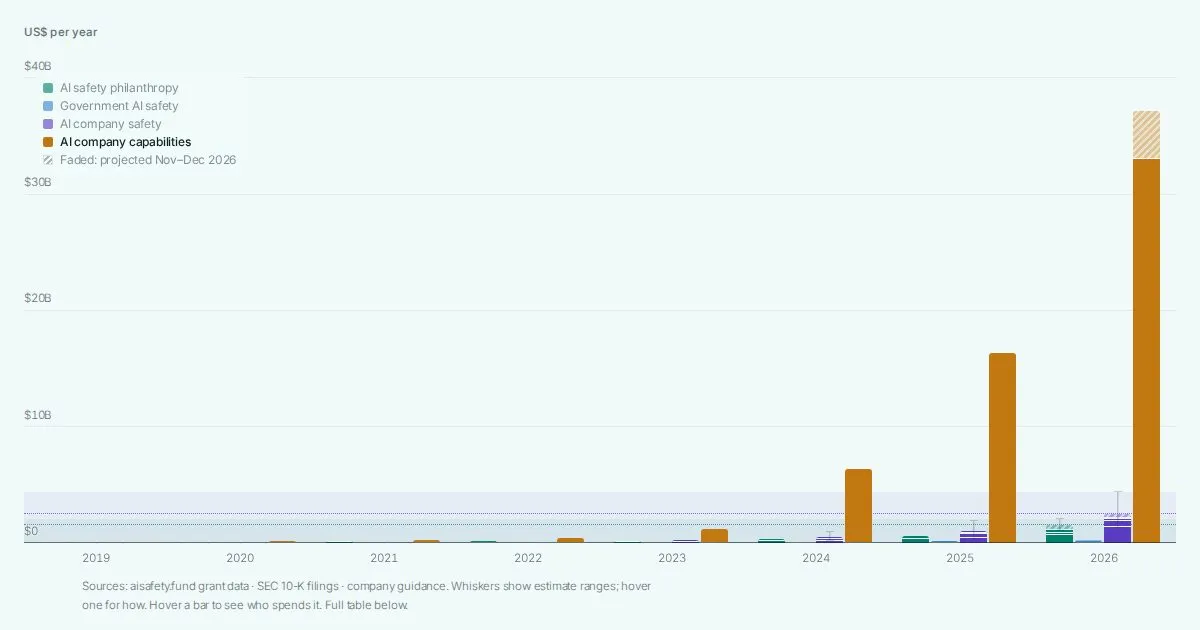 US$ per year
$40B
AI safety philanthropy
Government AI safety
AI company safety
AI company capabilities
Faded: projected Nov–Dec 2026
$30B
$20B
$10B
$0
2019 2020 2021 2022 2023 2024 2025 2026
Sources: aisafety.fund grant data · SEC 10-K filings · company guidance. Whiskers show estimate ranges; hover
one for how. Hover a bar to see who spends it. Full table below.